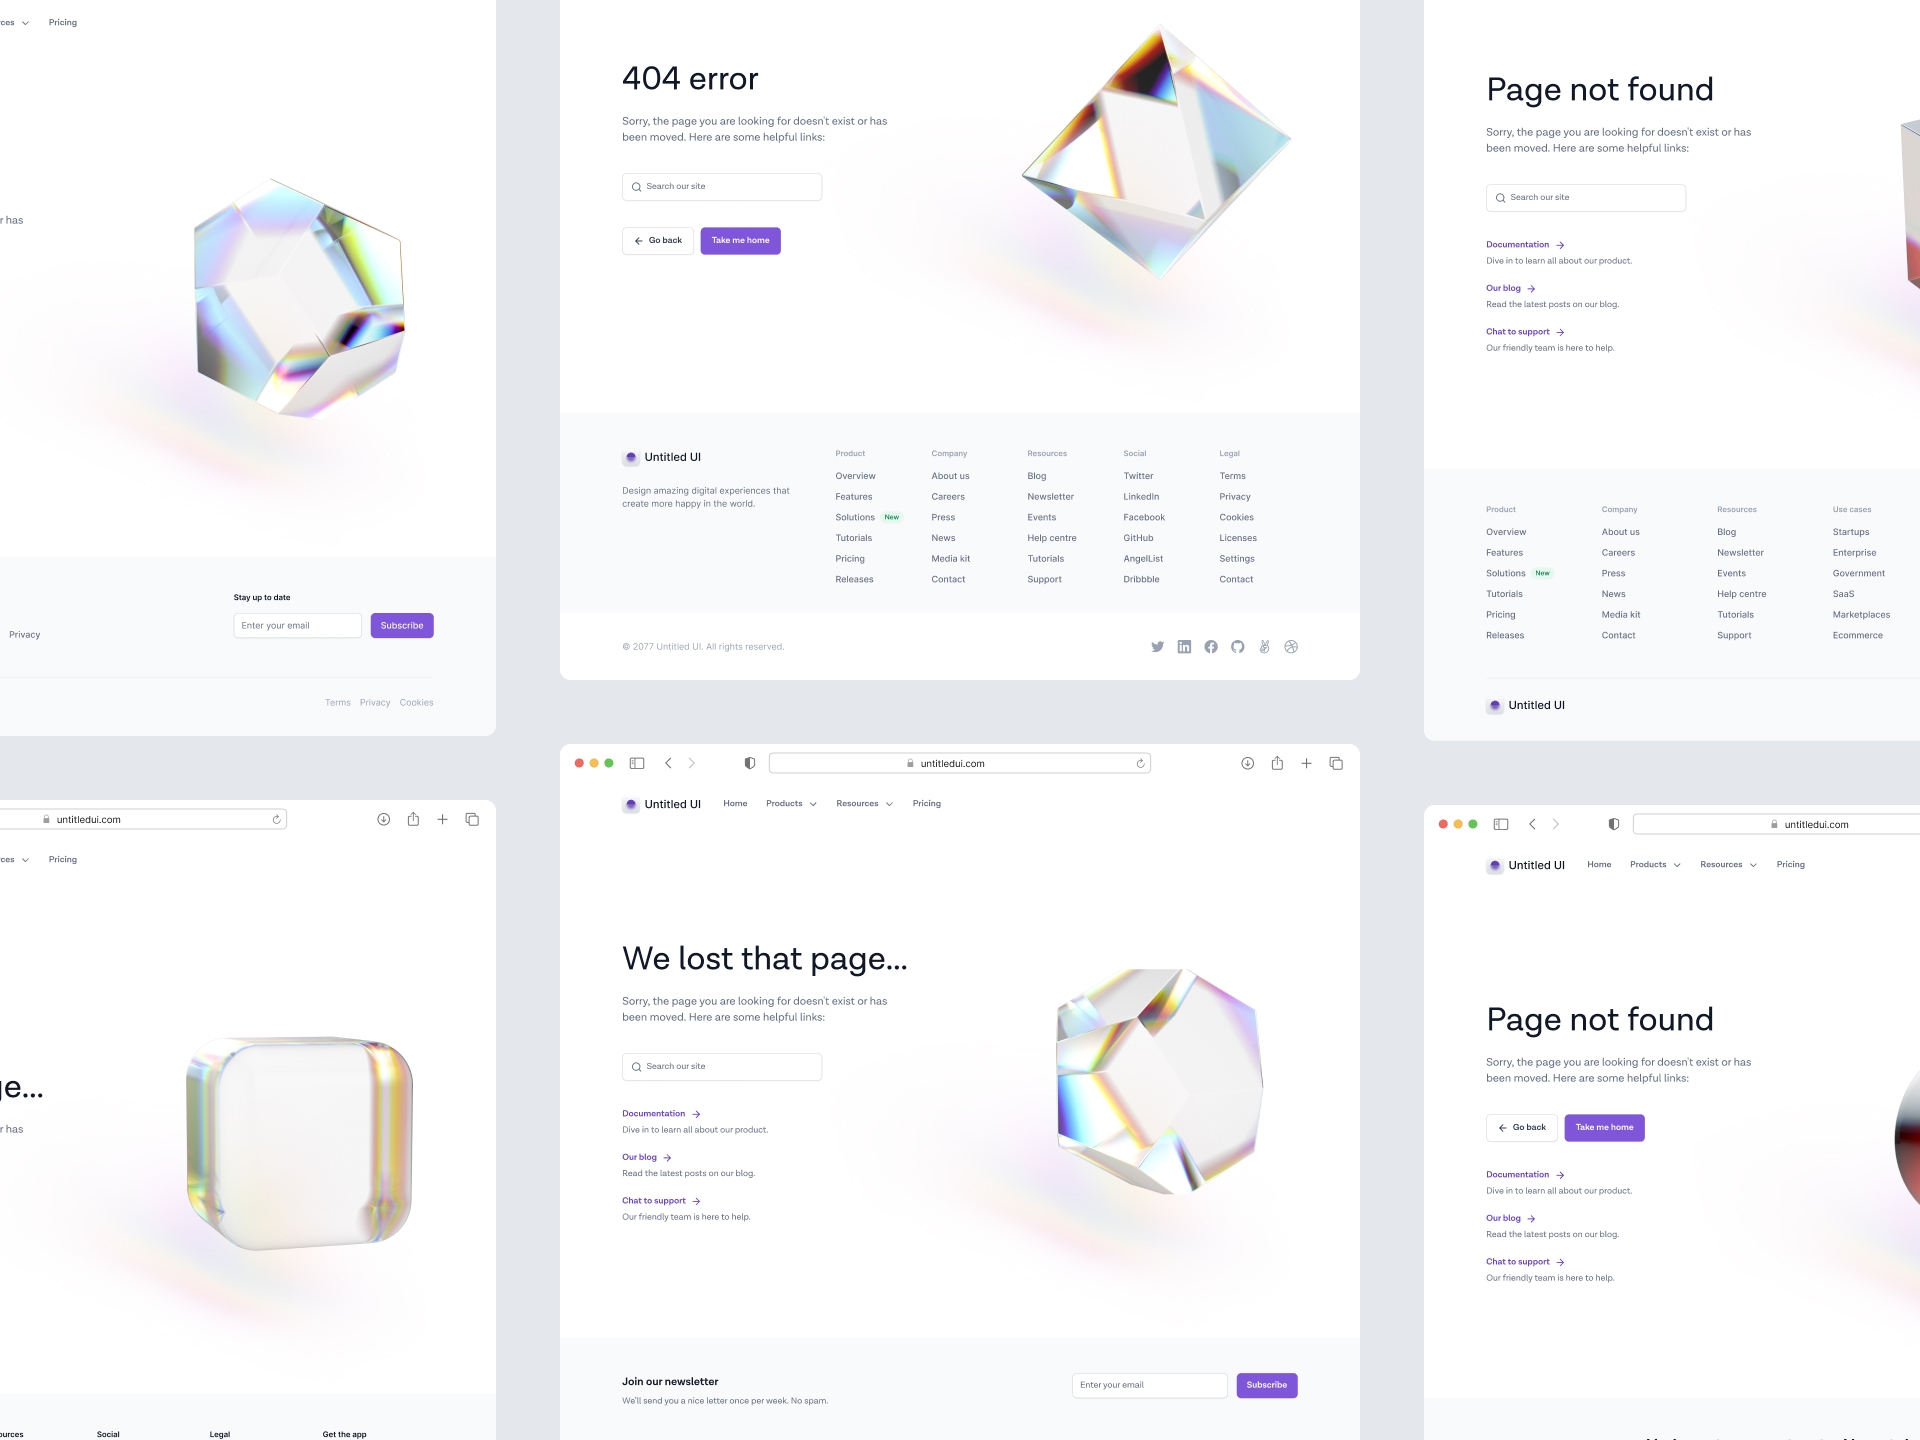 rces
Pricing
r has
Stay up to date
Enter your email
Subscribe
Privacy
Terms
Privacy
Cookies
untitledui.com
rces
Pricing
ge...
r has
ources
Social
Legal
Get the app
404 error
Sorry, the page you are looking for doesn't exist or has
been moved. Here are some helpful links:
Search our site
Go back
Take me home
Untitled UI
Design amazing digital experiences that
create more happy in the world.
Product
Overview
Features
Solutions New
Tutorials
Pricing
Releases
Company
About us
Careers
Press
News
Media kit
Contact
Resources
Blog
Newsletter
Events
Help centre
Tutorials
Support
Social
Twitter
LinkedIn
Facebook
GitHub
AngelList
Dribbble
Legal
Terms
Privacy
Cookies
Licenses
Settings
Contact
© 2077 Untitled UI. All rights reserved.
untitledui.com
Untitled UI
Home
Products
Resources
Pricing
We lost that page...
Sorry, the page you are looking for doesn't exist or has
been moved. Here are some helpful links:
Search our site
Documentation
Dive in to learn all about our product.
Our blog
Read the latest posts on our blog.
Chat to support
Our friendly team is here to help.
Join our newsletter
We'll send you a nice letter once per week. No spam.
Enter your email
Subscribe
Page not found
Sorry, the page you are looking for doesn't exist or has
been moved. Here are some helpful links:
Search our site
Documentation
Dive in to learn all about our product.
Our blog
Read the latest posts on our blog.
Chat to support
Our friendly team is here to help.
Product
Overview
Features
Solutions New
Tutorials
Pricing
Releases
Company
About us
Careers
Press
News
Media kit
Contact
Resources
Blog
Newsletter
Events
Help centre
Tutorials
Support
Use cases
Startups
Enterprise
Government
SaaS
Marketplaces
Ecommerce
Untitled UI
untitledui.com
Untitled UI
Home
Products
Resources
Pricing
Page not found
Sorry, the page you are looking for doesn't exist or has
been moved. Here are some helpful links:
Go back
Take me home
Documentation
Dive in to learn all about our product.
Our blog
Read the latest posts on our blog.
Chat to support
Our friendly team is here to help.